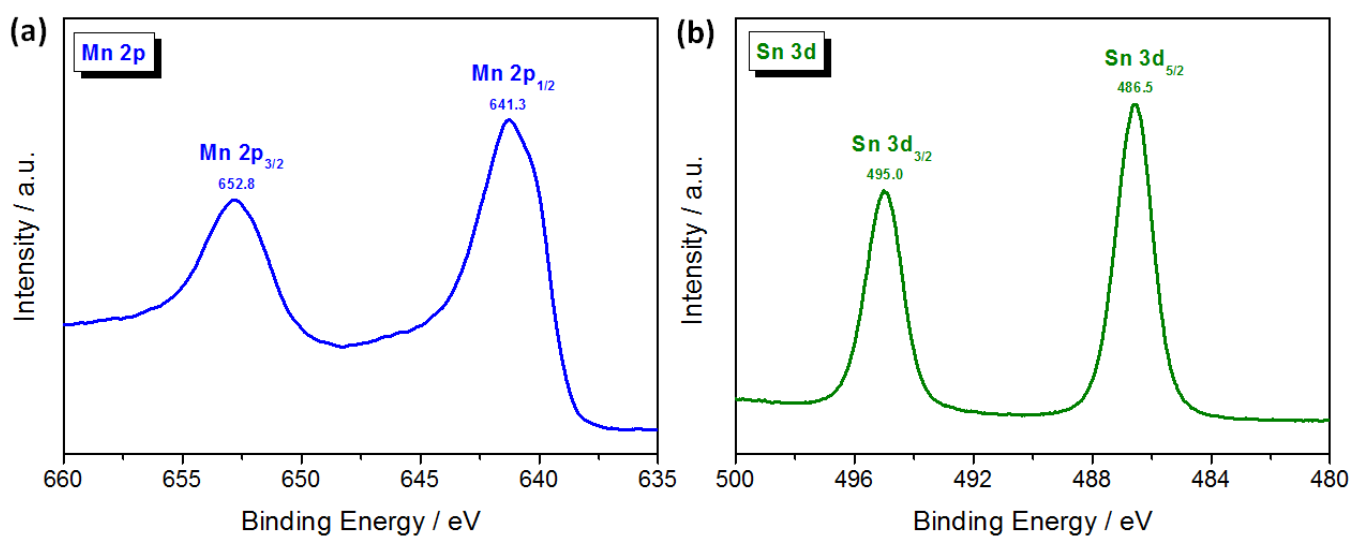 (a)
Mn 2p
Mn 2p1/2
641.3
Mn 2p3/2
652.8
Intensity / a.u.
660 655 650 645 640 635
Binding Energy / eV
(b)
Sn 3d
Sn 3d5/2
486.5
Sn 3d3/2
495.0
Intensity / a.u.
500 496 492 488 484 480
Binding Energy / eV